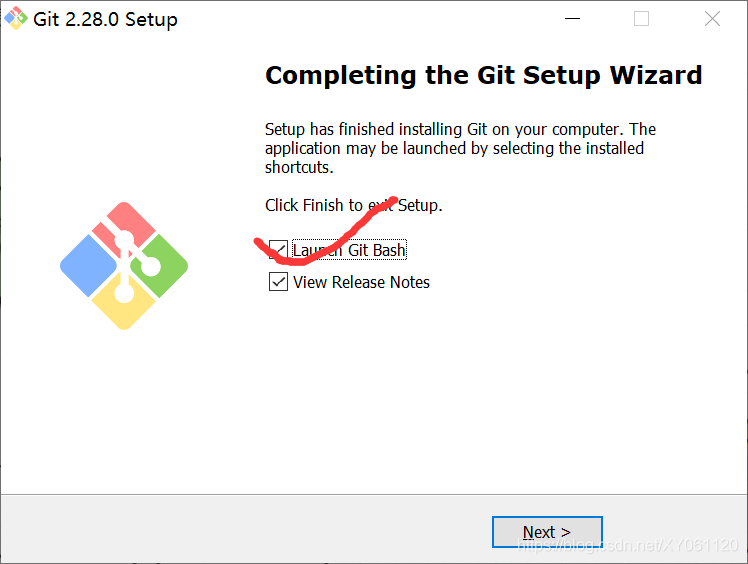 Git 2.28.0 Setup
Completing the Git Setup Wizard
Setup has finished installing Git on your computer. The
application may be launched by selecting the installed
shortcuts.
Click Finish to exit Setup.
Launch Git Bash
View Release Notes
Next >
https://blog.csdn.net/XY061120